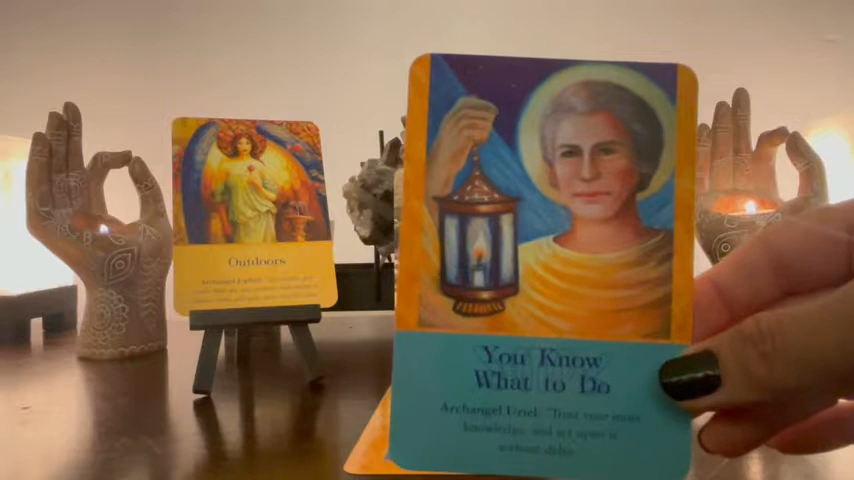 Outdoors
Archangel Jophiel:
You Know
What to Do
Archangel Uriel: "Trust your inner
knowledge, and act upon it
without delay.